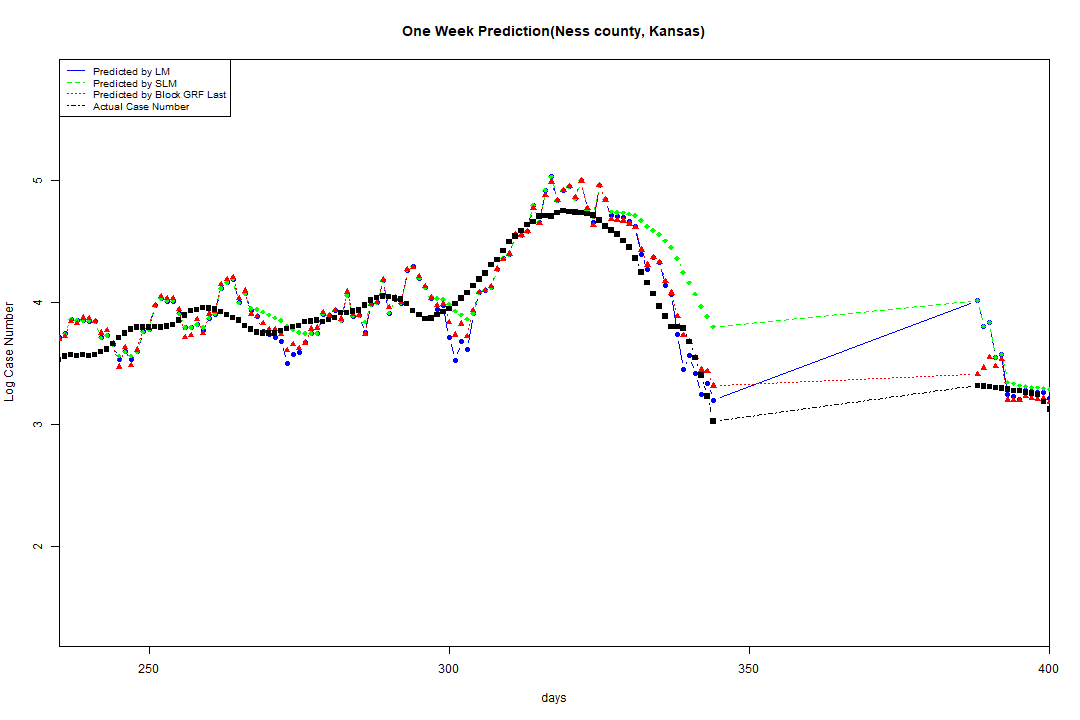 One Week Prediction(Ness county, Kansas)
Predicted by LM
Predicted by SLM
Predicted by Block GRF Last
Actual Case Number
Log Case Number
5
4
3
2
250
300
350
400
days